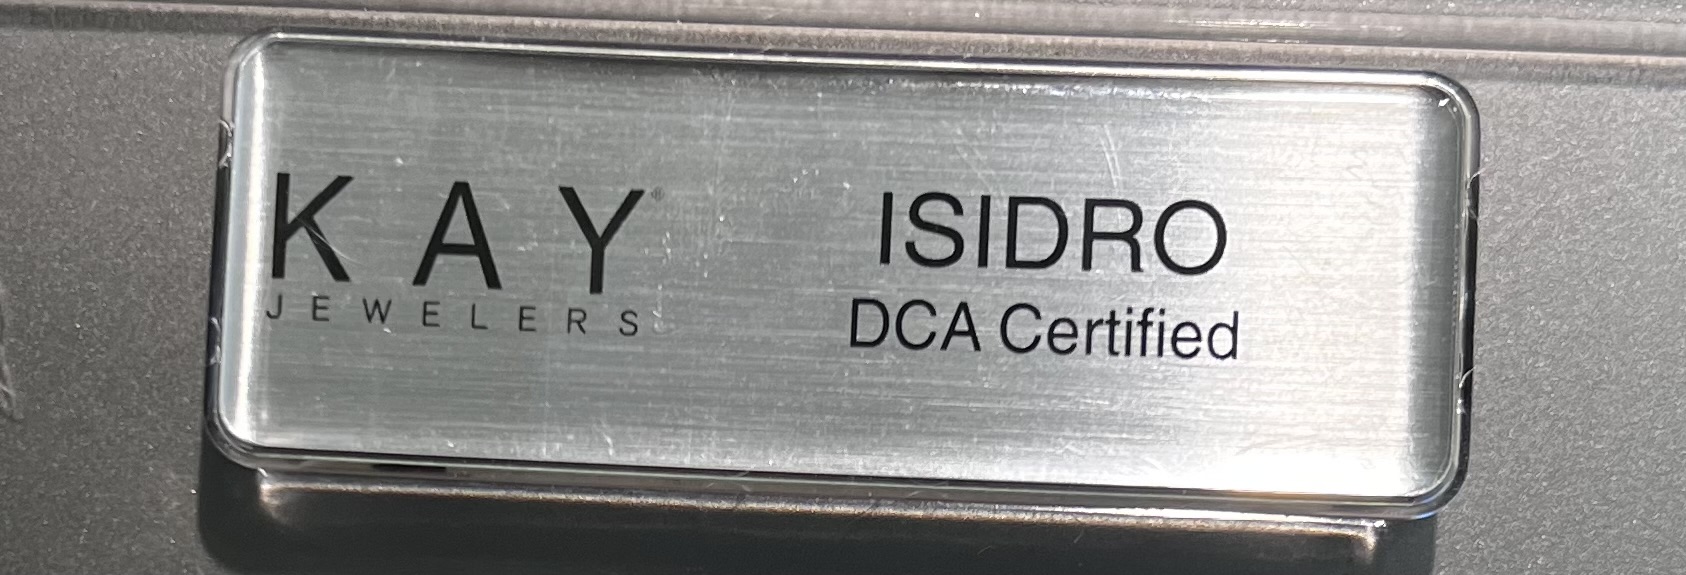 KAY®
JEWELERS
ISIDRO
DCA Certified